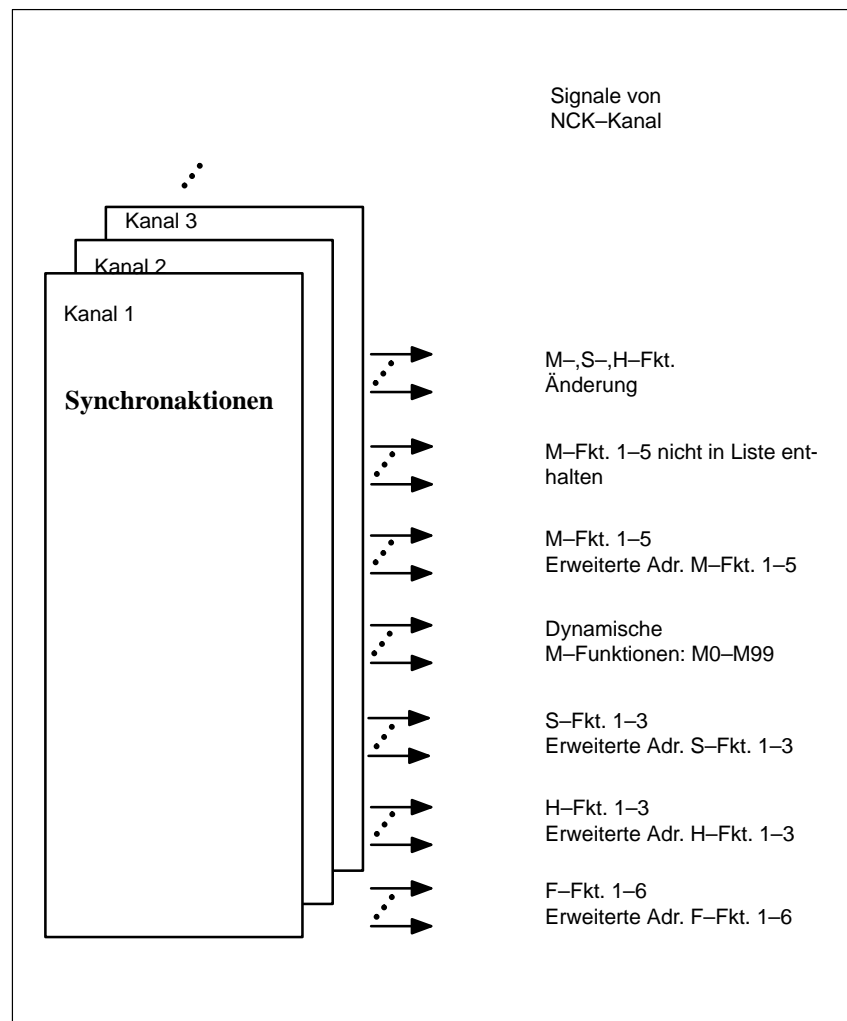 Signale von
NCK–Kanal
Kanal 3
Kanal 2
Kanal 1
Synchronaktionen
M–,S–,H–Fkt.
Änderung
M–Fkt. 1–5 nicht in Liste ent-
halten
M–Fkt. 1–5
Erweiterte Adr. M–Fkt. 1–5
Dynamische
M–Funktionen: M0–M99
S–Fkt. 1–3
Erweiterte Adr. S–Fkt. 1–3
H–Fkt. 1–3
Erweiterte Adr. H–Fkt. 1–3
F–Fkt. 1–6
Erweiterte Adr. F–Fkt. 1–6